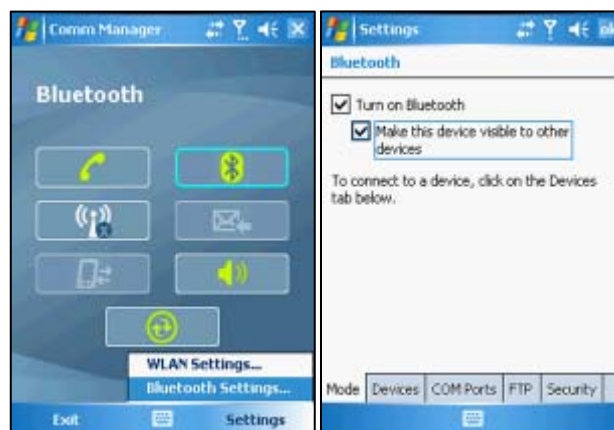 Comm Manager
Bluetooth
WLAN Settings...
Bluetooth Settings...
Exit
Settings
Settings
ok
Bluetooth
Turn on Bluetooth
Make this device visible to other
devices
To connect to a device, click on the Devices
tab below.
Mode
Devices
COM Ports
FTP
Security